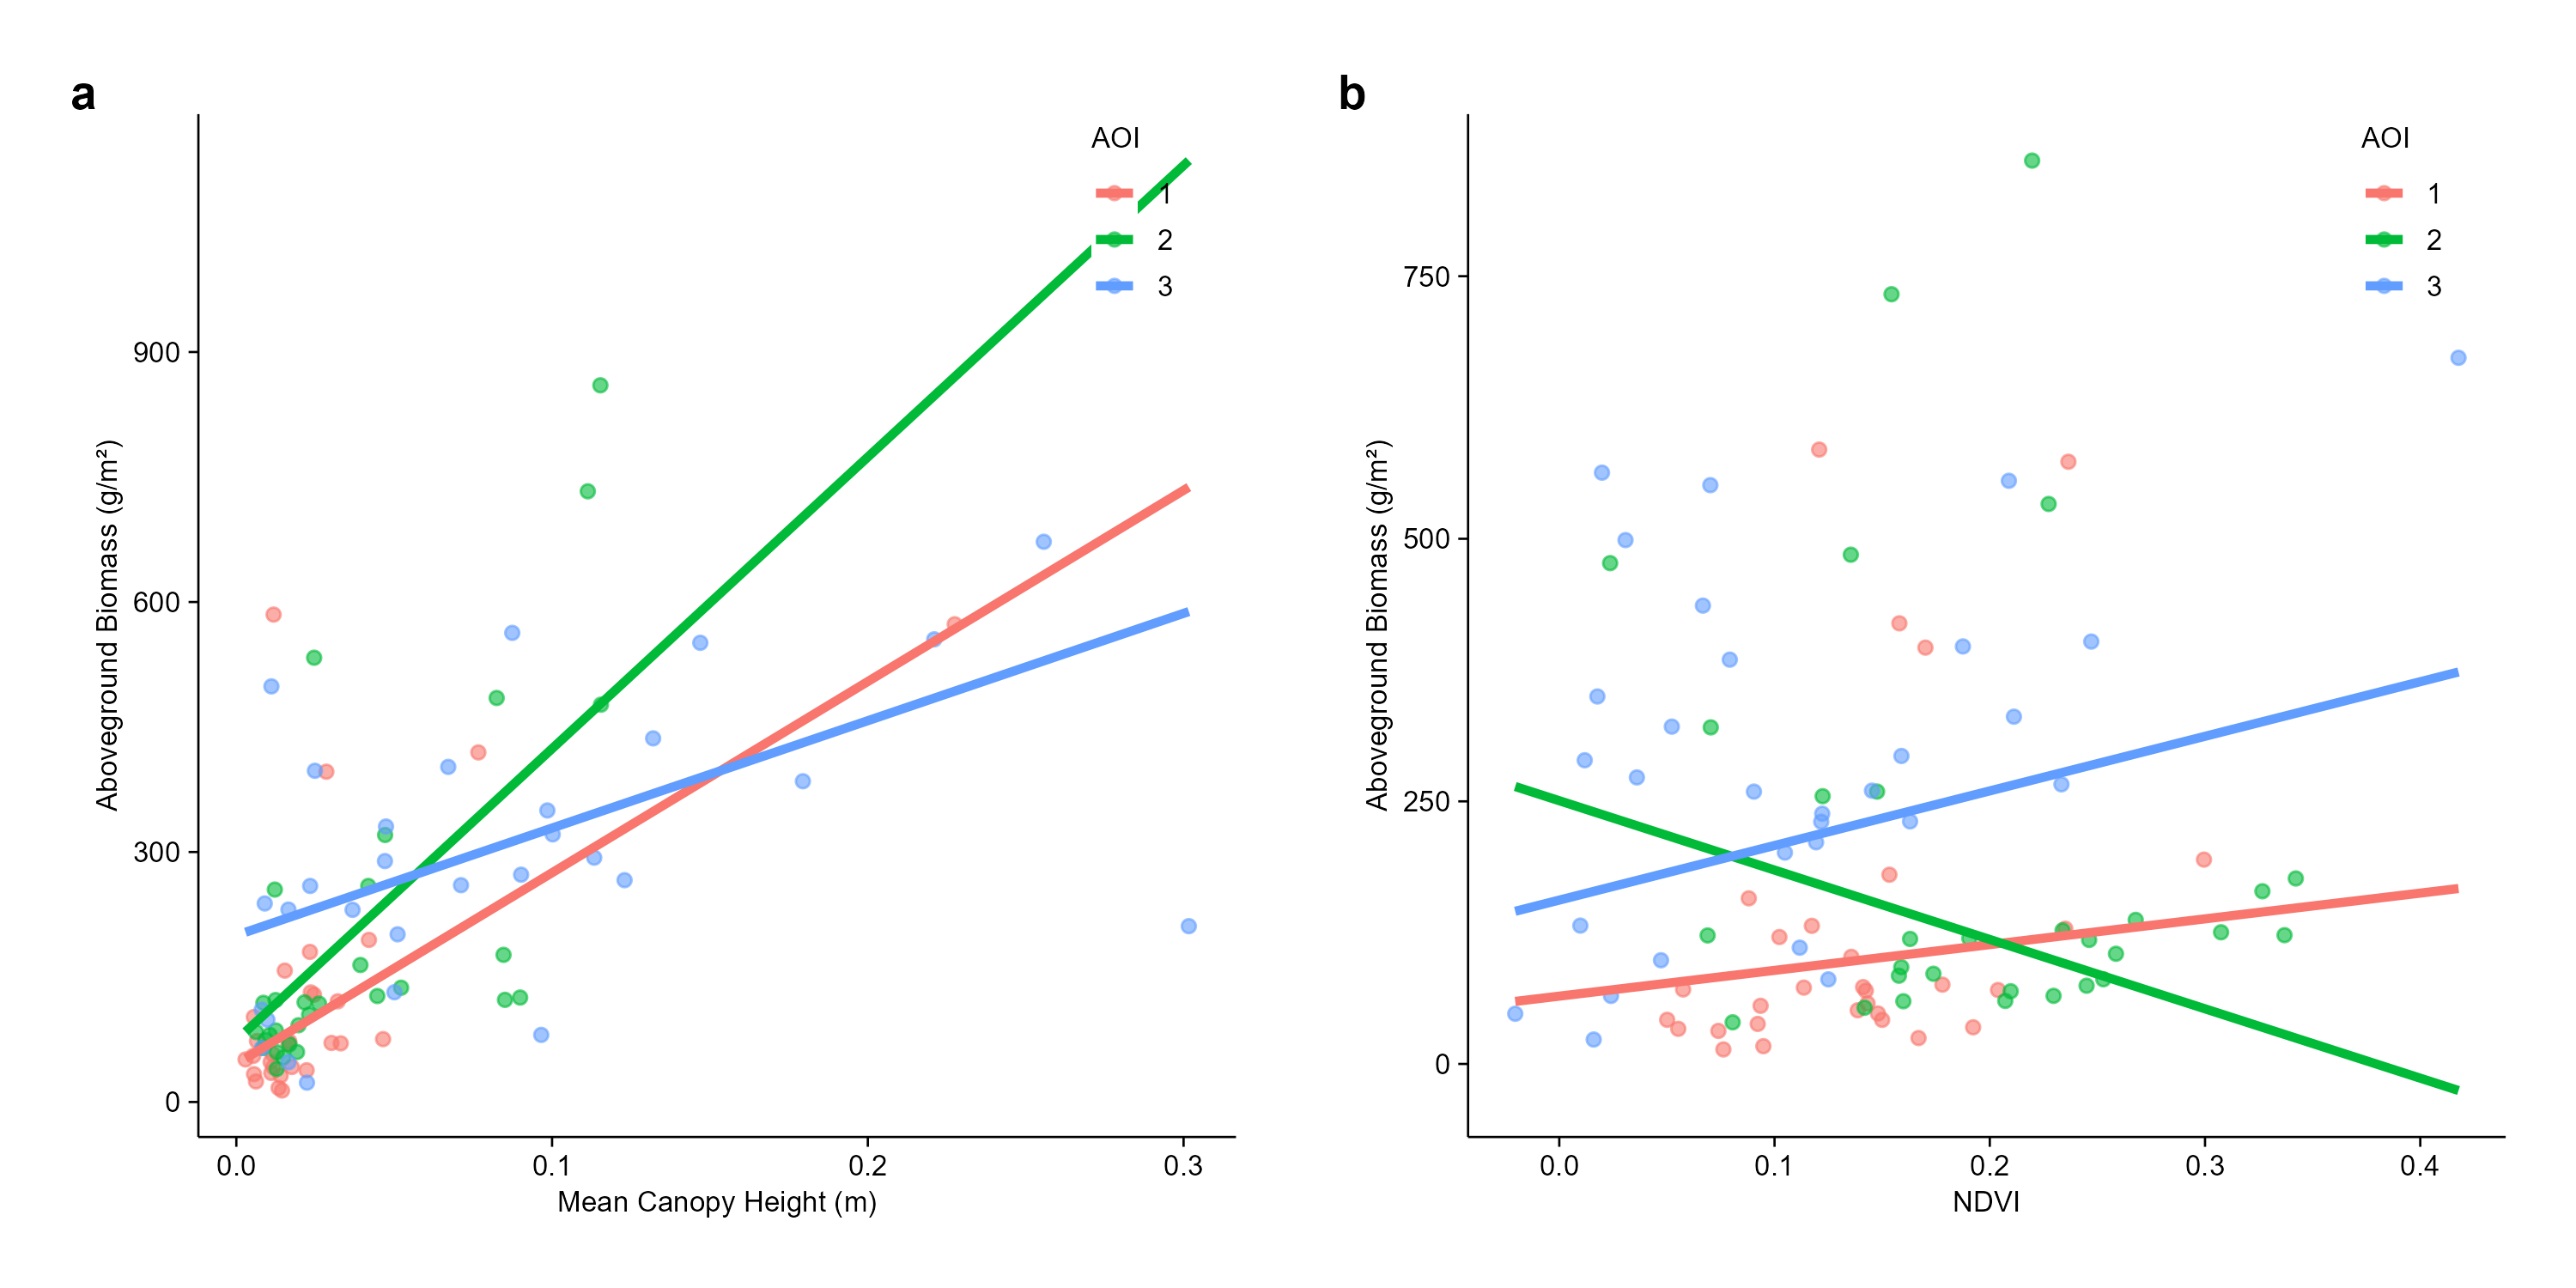 a
AOI
1
2
3
900
600
300
0
0.0 0.1 0.2 0.3
Mean Canopy Height (m)
Aboveground Biomass (g/m²)
b
AOI
1
2
3
750
500
250
0
0.0 0.1 0.2 0.3 0.4
NDVI
Aboveground Biomass (g/m²)